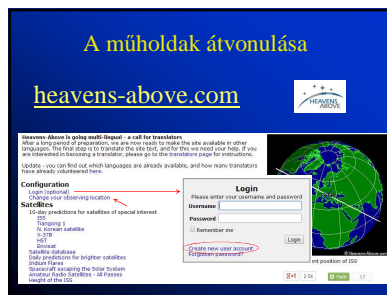 A műholdak átvonulása
heavens-above.com
HEAVENS
ABOVE
Heavens-Above is going multi-lingual - a call for translators
After a long period of preparation, we are now ready to make the site available in other
languages. The final step is to translate the site text, and for this we need your help. If you
are interested in becoming a translator, please go to the translators page for instructions.
Update - you can find out which languages are already available, and how many translators
have already volunteered here.
Configuration
Login (optional)
Change your observing location
Satellites
10-day predictions for satellites of special interest
ISS
Tiangong 1
N. Korean satellite
X-37B
HST
Envisat
Satellite database
Daily predictions for brighter satellites
Iridium Flares
Spacecraft escaping the Solar System
Amateur Radio Satellites - All Passes
Height of the ISS
Login
Please enter your username and password
Username
Password
Remember me
Login
Create new user account
Forgotten password?
© Heavens-Above.com
ent position of ISS
+1
2.5k
57